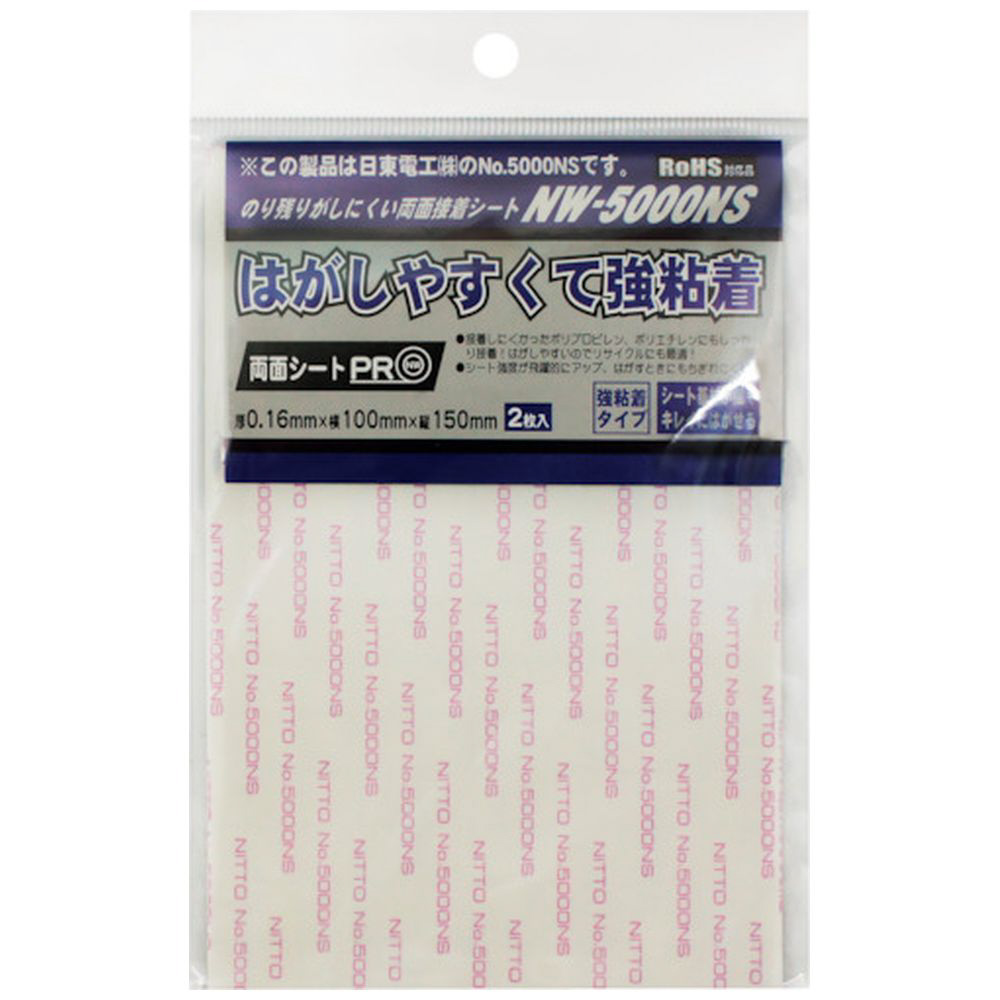 ※この製品は日東電工㈱のNo.5000NSです。
RoHS対応品
のり残りがしにくい両面接着シート NW-5000NS
はがしやすくて強粘着
両面シートPRO NW
●接着しにくかったポリプロピレン、ポリエチレンにもしっか
り接着！はがしやすいのでリサイクルにも最適！
●シート強度が飛躍的にアップ、はがすときにもちぎれにくい
厚0.16mm×横100mm×縦150mm 2枚入
強粘着
タイプ
シート
キレイにはがせる
NITTO No.5000NS